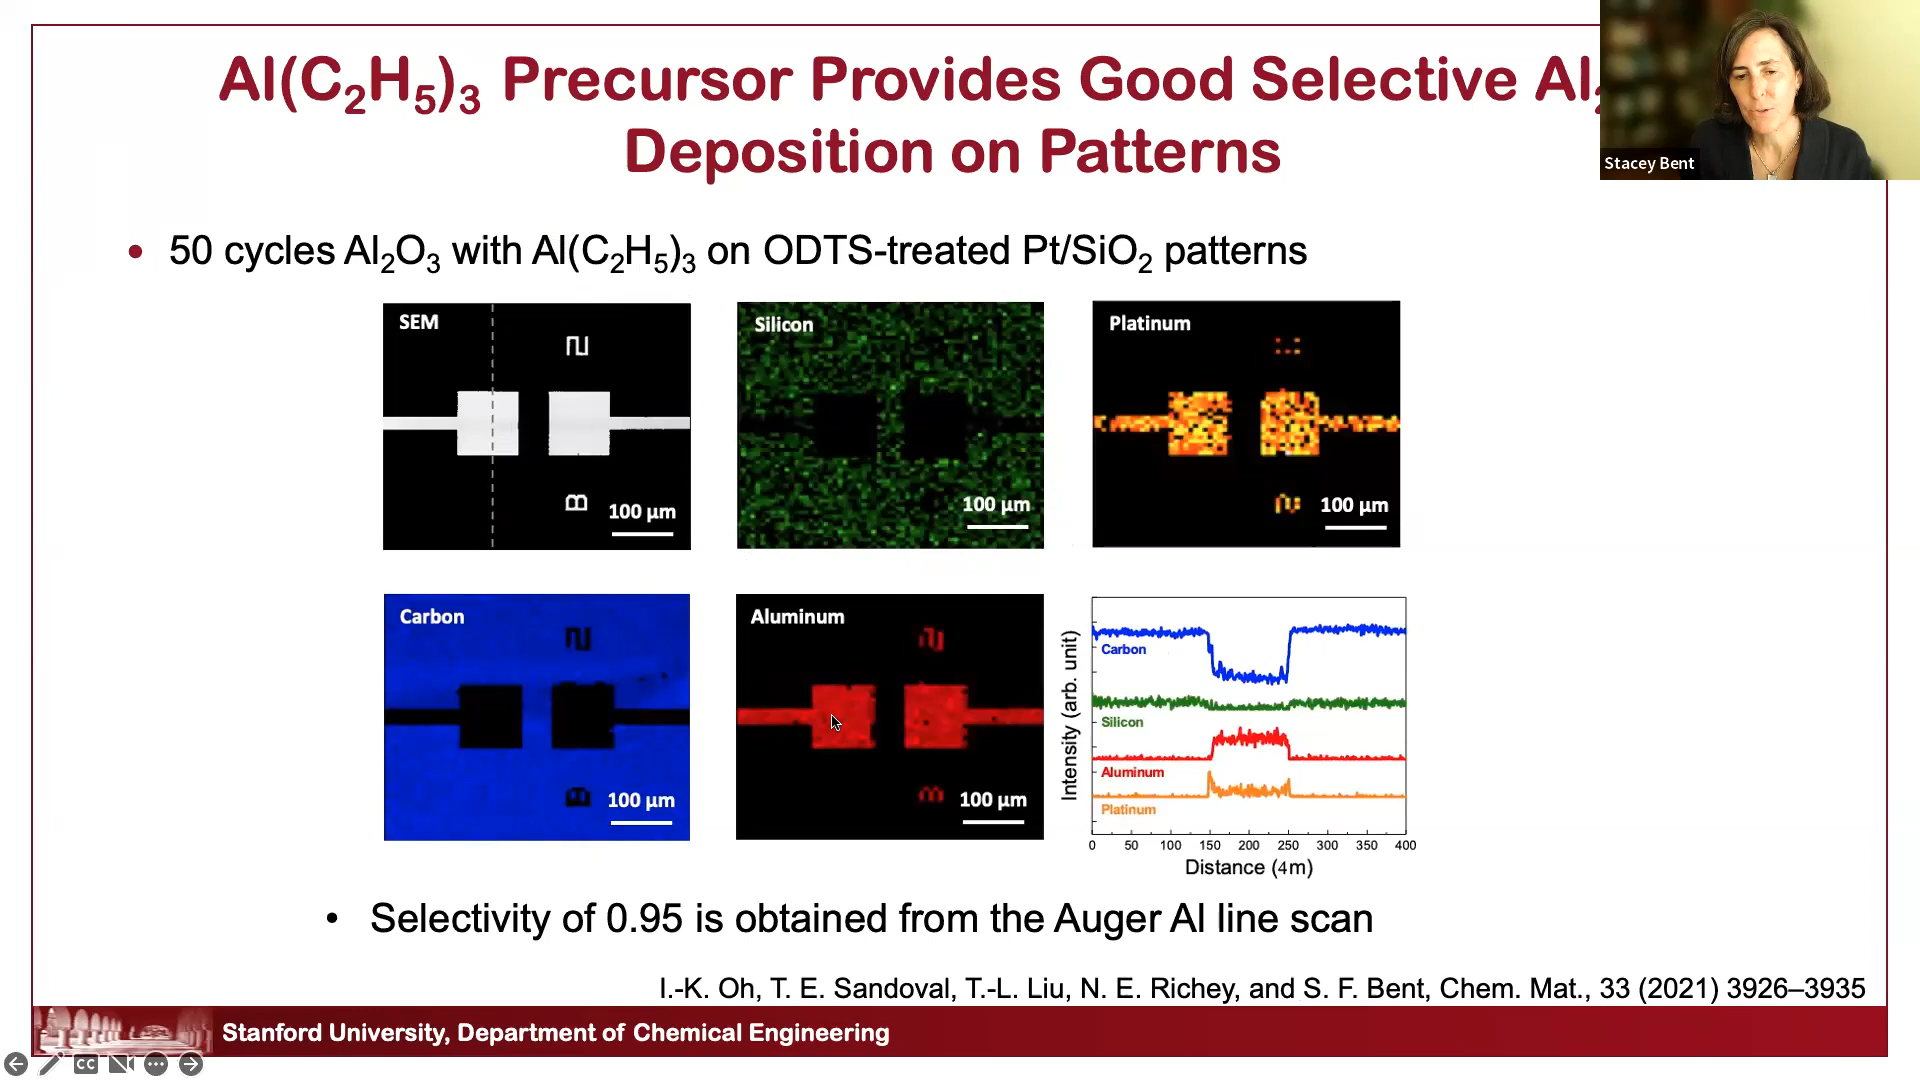 Al(C₂H₅)₃ Precursor Provides Good Selective Al
Deposition on Patterns
Stacey Bent
• 50 cycles Al₂O₃ with Al(C₂H₅)₃ on ODTS-treated Pt/SiO₂ patterns
SEM
100 µm
Silicon
100 µm
Platinum
100 µm
Carbon
100 µm
Aluminum
100 µm
Intensity (arb. unit)
Carbon
Silicon
Aluminum
Platinum
0 50 100 150 200 250 300 350 400
Distance (4m)
• Selectivity of 0.95 is obtained from the Auger Al line scan
I.-K. Oh, T. E. Sandoval, T.-L. Liu, N. E. Richey, and S. F. Bent, Chem. Mat., 33 (2021) 3926–3935
Stanford University, Department of Chemical Engineering
CC